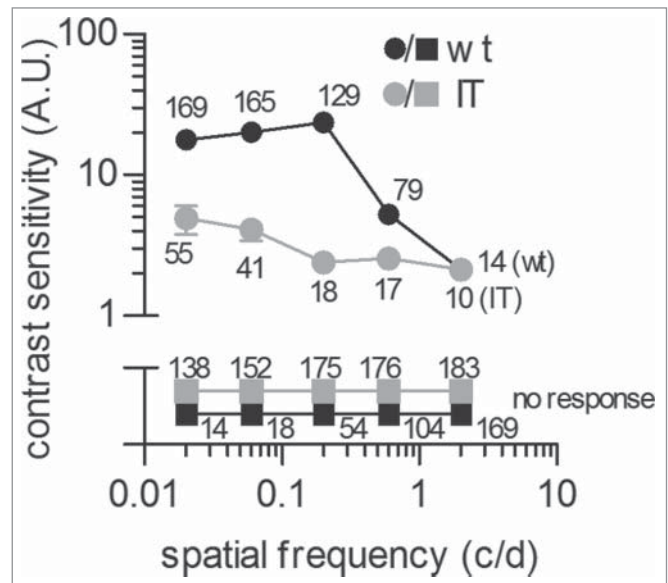 contrast sensitivity (A.U.)
100
10
1
w t
IT
169 165 129
79
55 41 18 17
14 (wt)
10 (IT)
138 152 175 176 183
no response
14 18 54 104 169
0.01 0.1 1 10
spatial frequency (c/d)